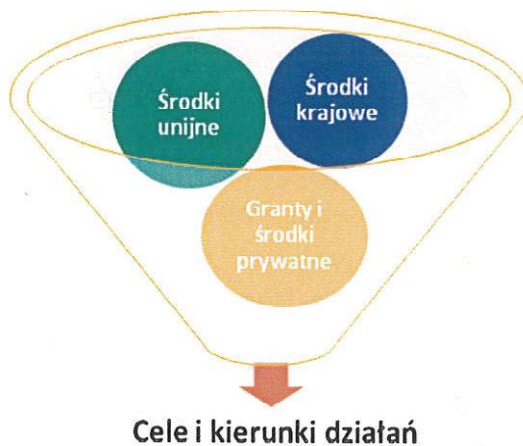 Środki
unijne
Środki
krajowe
Granty i
środki
prywatne
Cele i kierunki działań